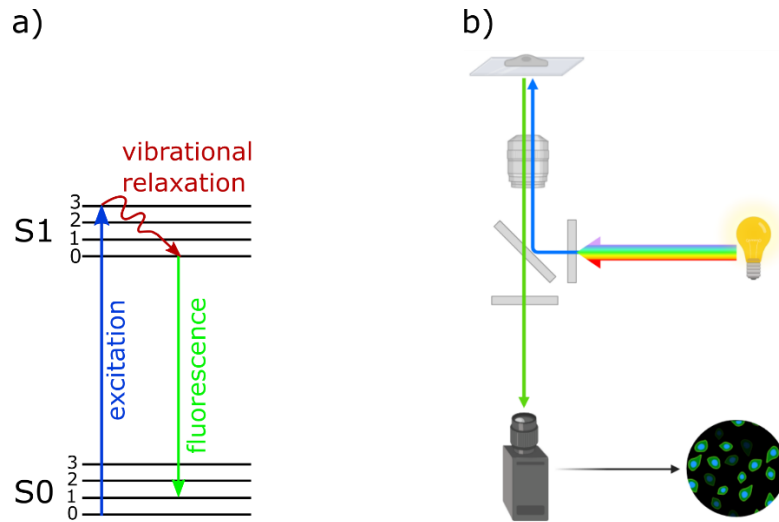 a)
b)
vibrational
relaxation
S1
3
2
1
0
excitation
fluorescence
S0
3
2
1
0